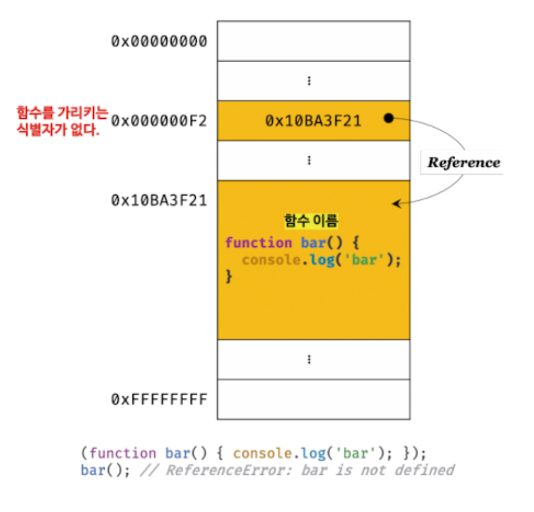 0x00000000
⋮
함수를 가리키는
식별자가 없다.
0x000000F2 0x10BA3F21
⋮
Reference
0x10BA3F21
함수 이름
function bar() {
  console.log('bar');
}
⋮
0xFFFFFFFF
(function bar() { console.log('bar'); });
bar(); // ReferenceError: bar is not defined